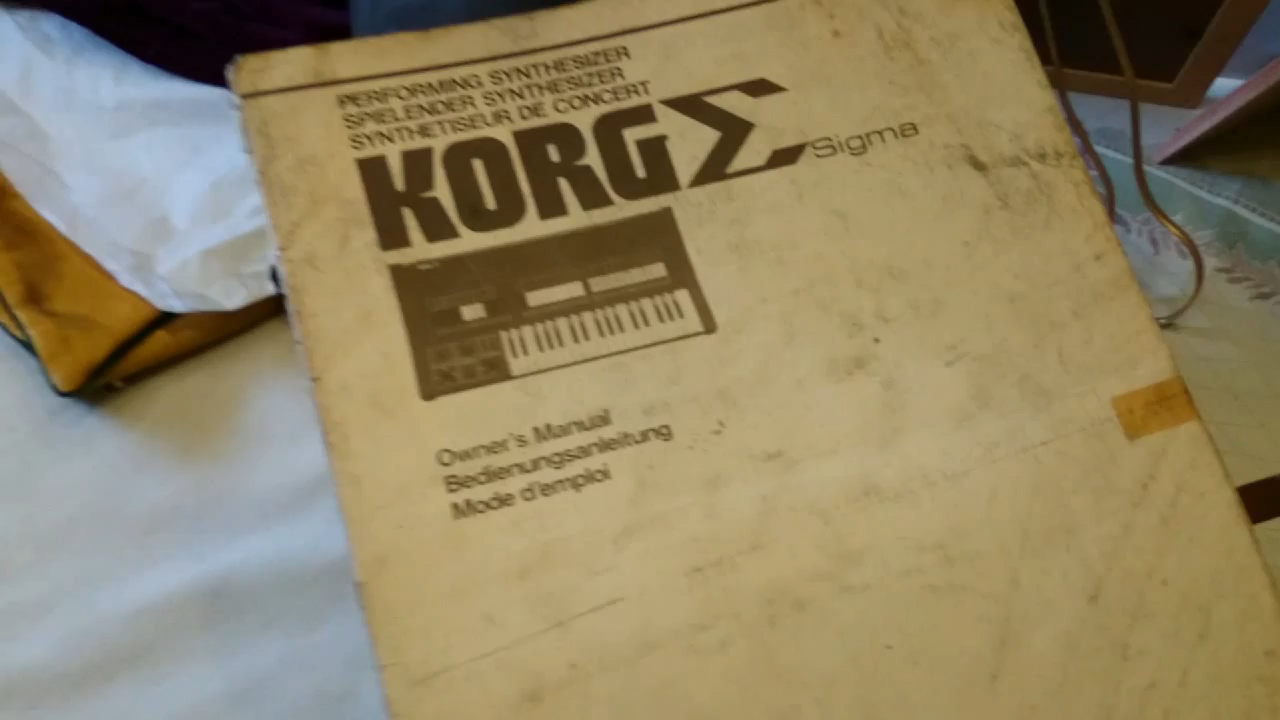 PERFORMING SYNTHESIZER
SPIELENDER SYNTHESIZER
SYNTHETISEUR DE CONCERT
KORG Σ Sigma
Owner's Manual
Bedienungsanleitung
Mode d'emploi